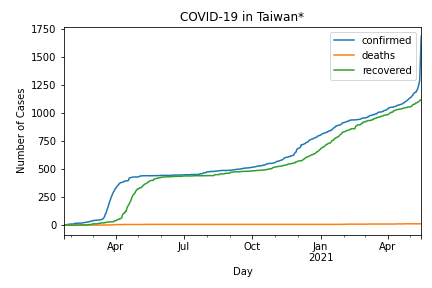 COVID-19 in Taiwan*
1750
1500
1250
1000
750
500
250
0
Number of Cases
confirmed
deaths
recovered
Apr
Jul
Oct
Jan
2021
Apr
Day